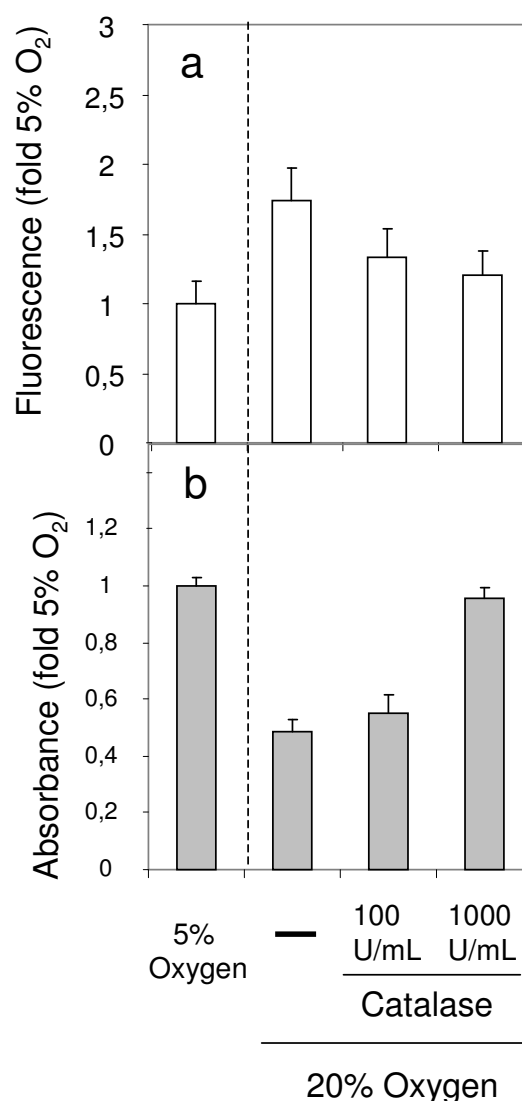 Fluorescence (fold 5% O₂)
3
2,5
2
1,5
1
0,5
0
a
Absorbance (fold 5% O₂)
1,2
1
0,8
0,6
0,4
0,2
0
b
5%
Oxygen
—
100
U/mL
1000
U/mL
Catalase
20% Oxygen